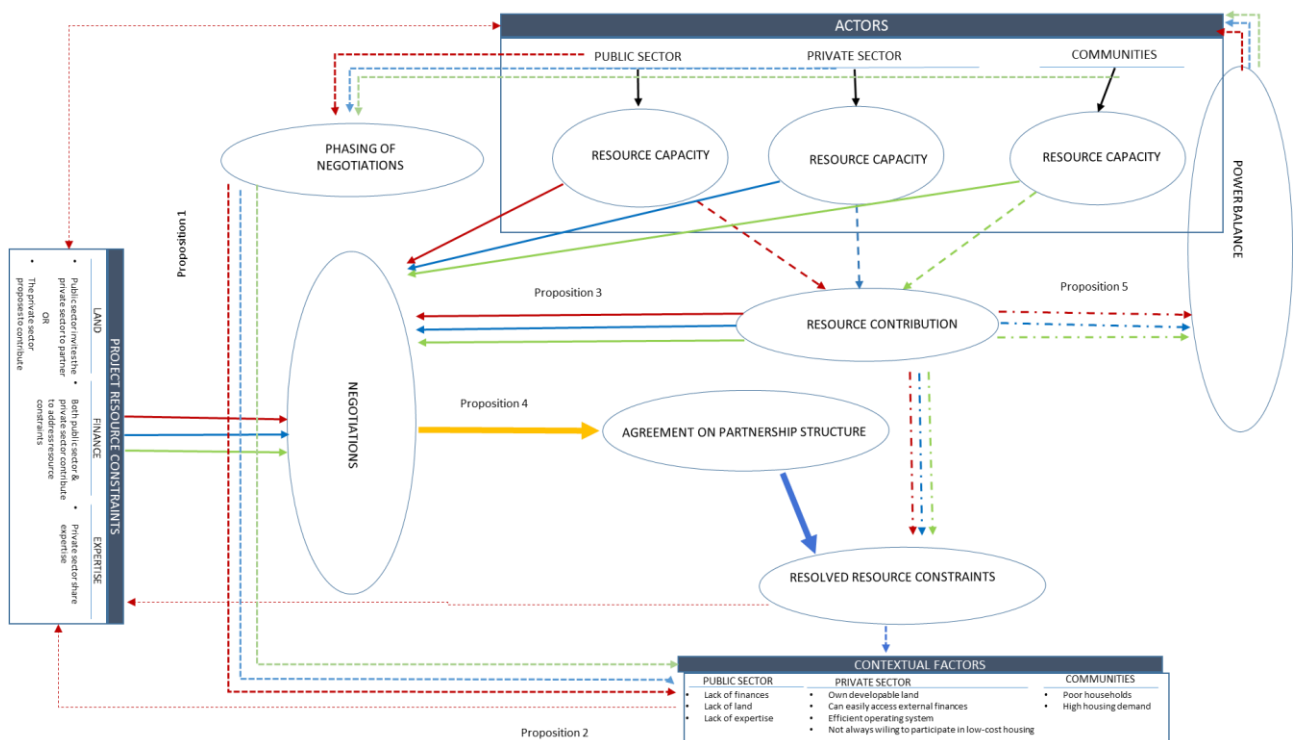 ACTORS
PUBLIC SECTOR
PRIVATE SECTOR
COMMUNITIES
PHASING OF
NEGOTIATIONS
RESOURCE CAPACITY
RESOURCE CAPACITY
RESOURCE CAPACITY
POWER BALANCE
Proposition 1
PROJECT RESOURCE CONSTRAINTS
LAND
• Public sector invites the
private sector to partner
OR
• The private sector
proposes to contribute
FINANCE
• Both public sector &
private sector contribute
to address resource
constraints
EXPERTISE
• Private sector share
expertise
NEGOTIATIONS
Proposition 3
RESOURCE CONTRIBUTION
Proposition 5
Proposition 4
AGREEMENT ON PARTNERSHIP STRUCTURE
RESOLVED RESOURCE CONSTRAINTS
CONTEXTUAL FACTORS
PUBLIC SECTOR
• Lack of finances
• Lack of land
• Lack of expertise
PRIVATE SECTOR
• Own developable land
• Can easily access external finances
• Efficient operating system
• Not always wiling to participate in low-cost housing
COMMUNITIES
• Poor households
• High housing demand
Proposition 2